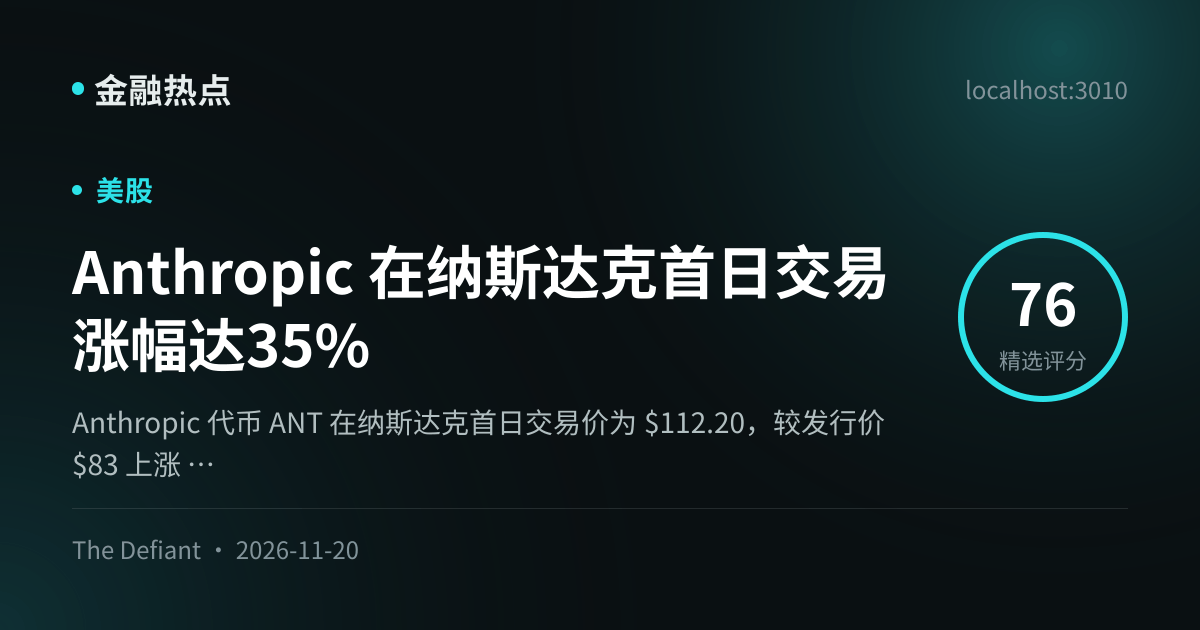 金融热点
localhost:3010
美股
Anthropic 在纳斯达克首日交易
涨幅达35%
76
精选评分
Anthropic 代币 ANT 在纳斯达克首日交易价为 $112.20，较发行价
$83 上涨 …
The Defiant · 2026-11-20